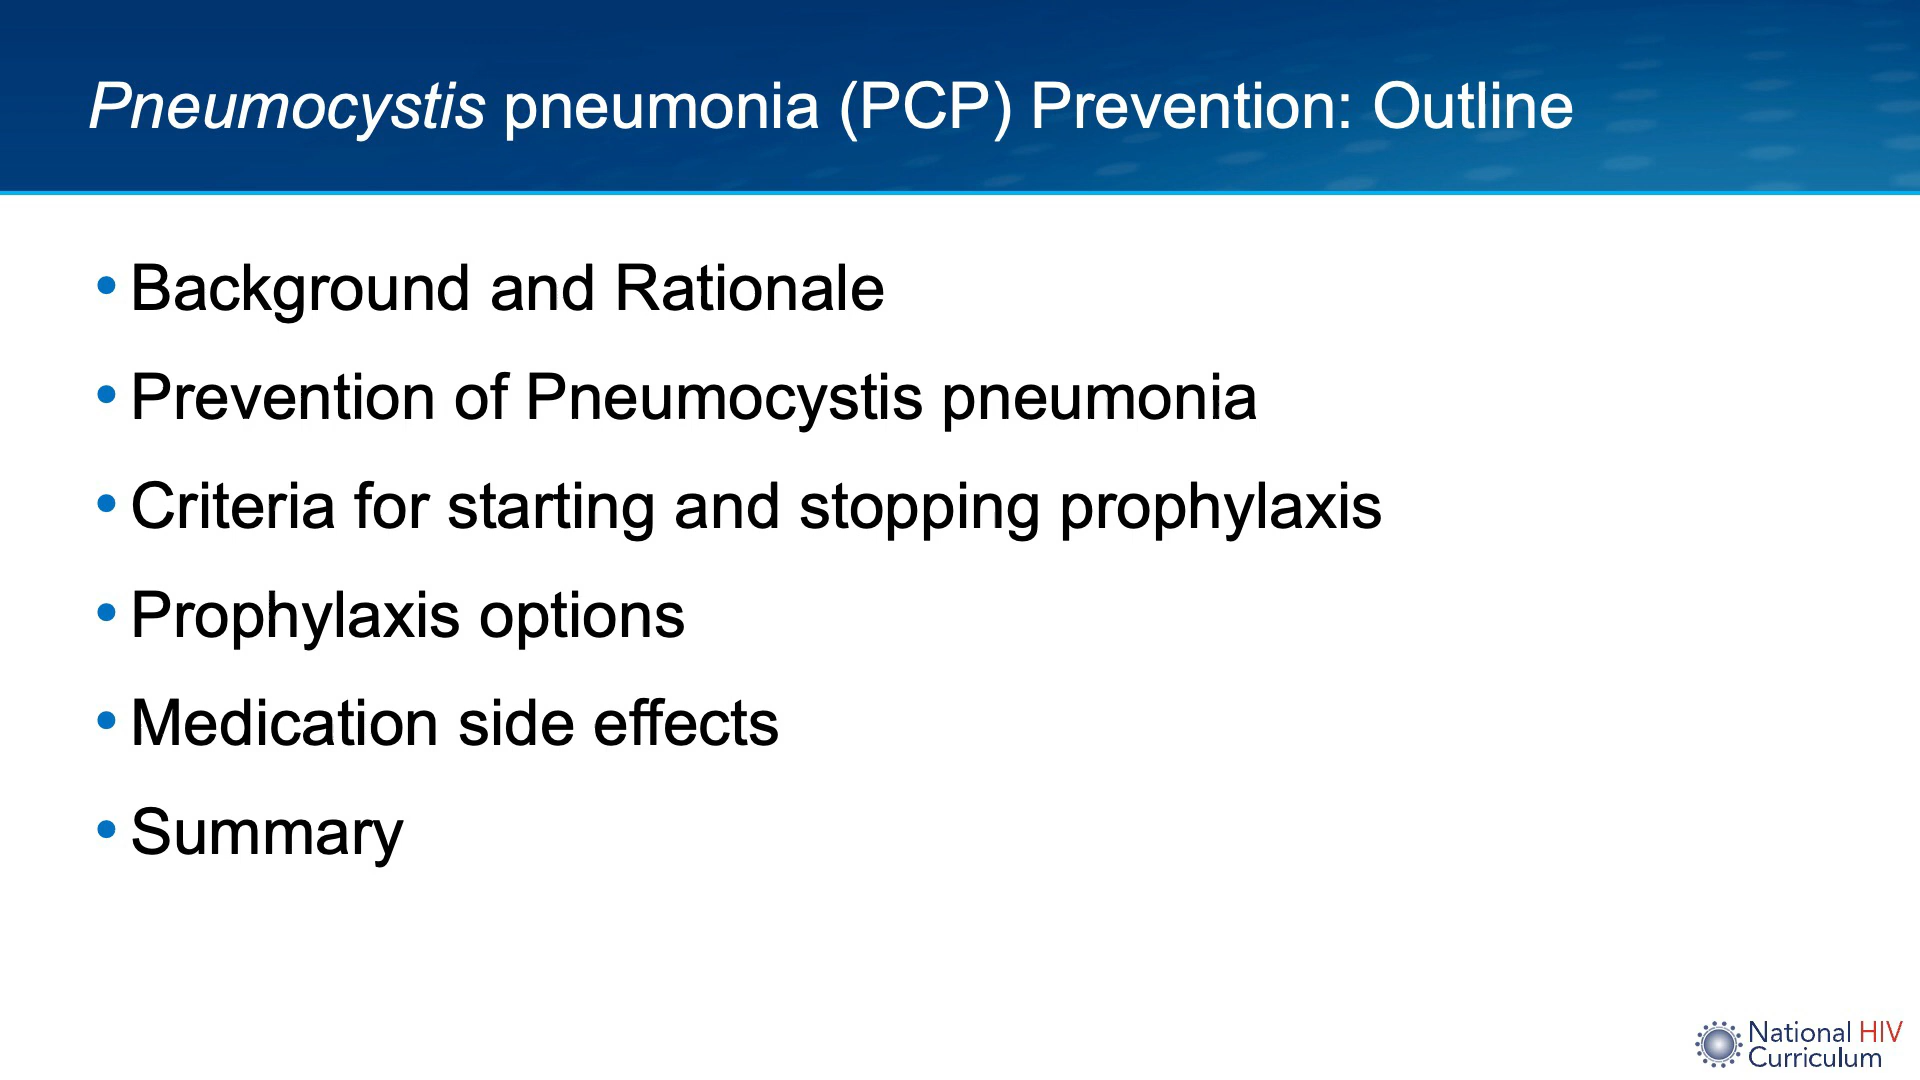 Pneumocystis pneumonia (PCP) Prevention: Outline
• Background and Rationale
• Prevention of Pneumocystis pneumonia
• Criteria for starting and stopping prophylaxis
• Prophylaxis options
• Medication side effects
• Summary
National HIV
Curriculum